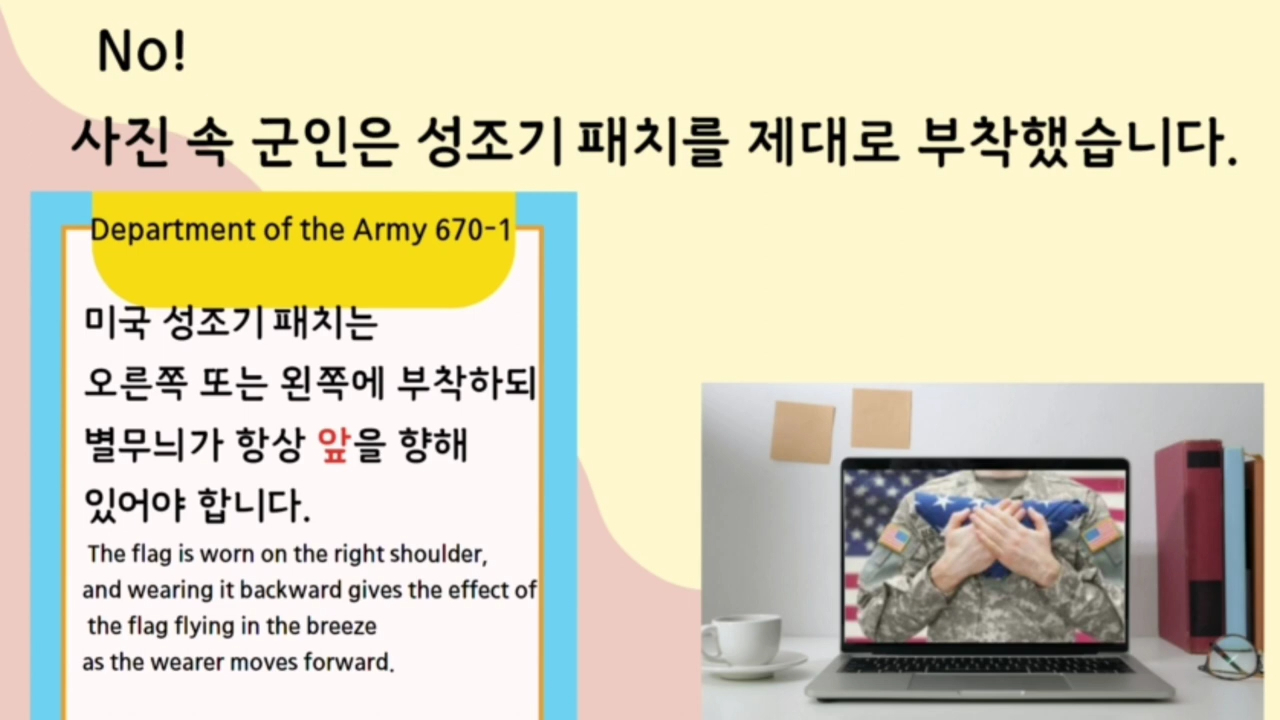 No!
사진 속 군인은 성조기 패치를 제대로 부착했습니다.
Department of the Army 670-1
미국 성조기 패치는
오른쪽 또는 왼쪽에 부착하되
별무늬가 항상 앞을 향해
있어야 합니다.
The flag is worn on the right shoulder,
and wearing it backward gives the effect of
the flag flying in the breeze
as the wearer moves forward.